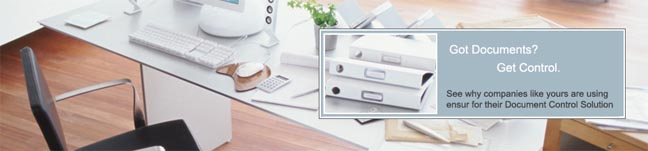 Got Documents?
Get Control.
See why companies like yours are using
ensur for their Document Control Solution